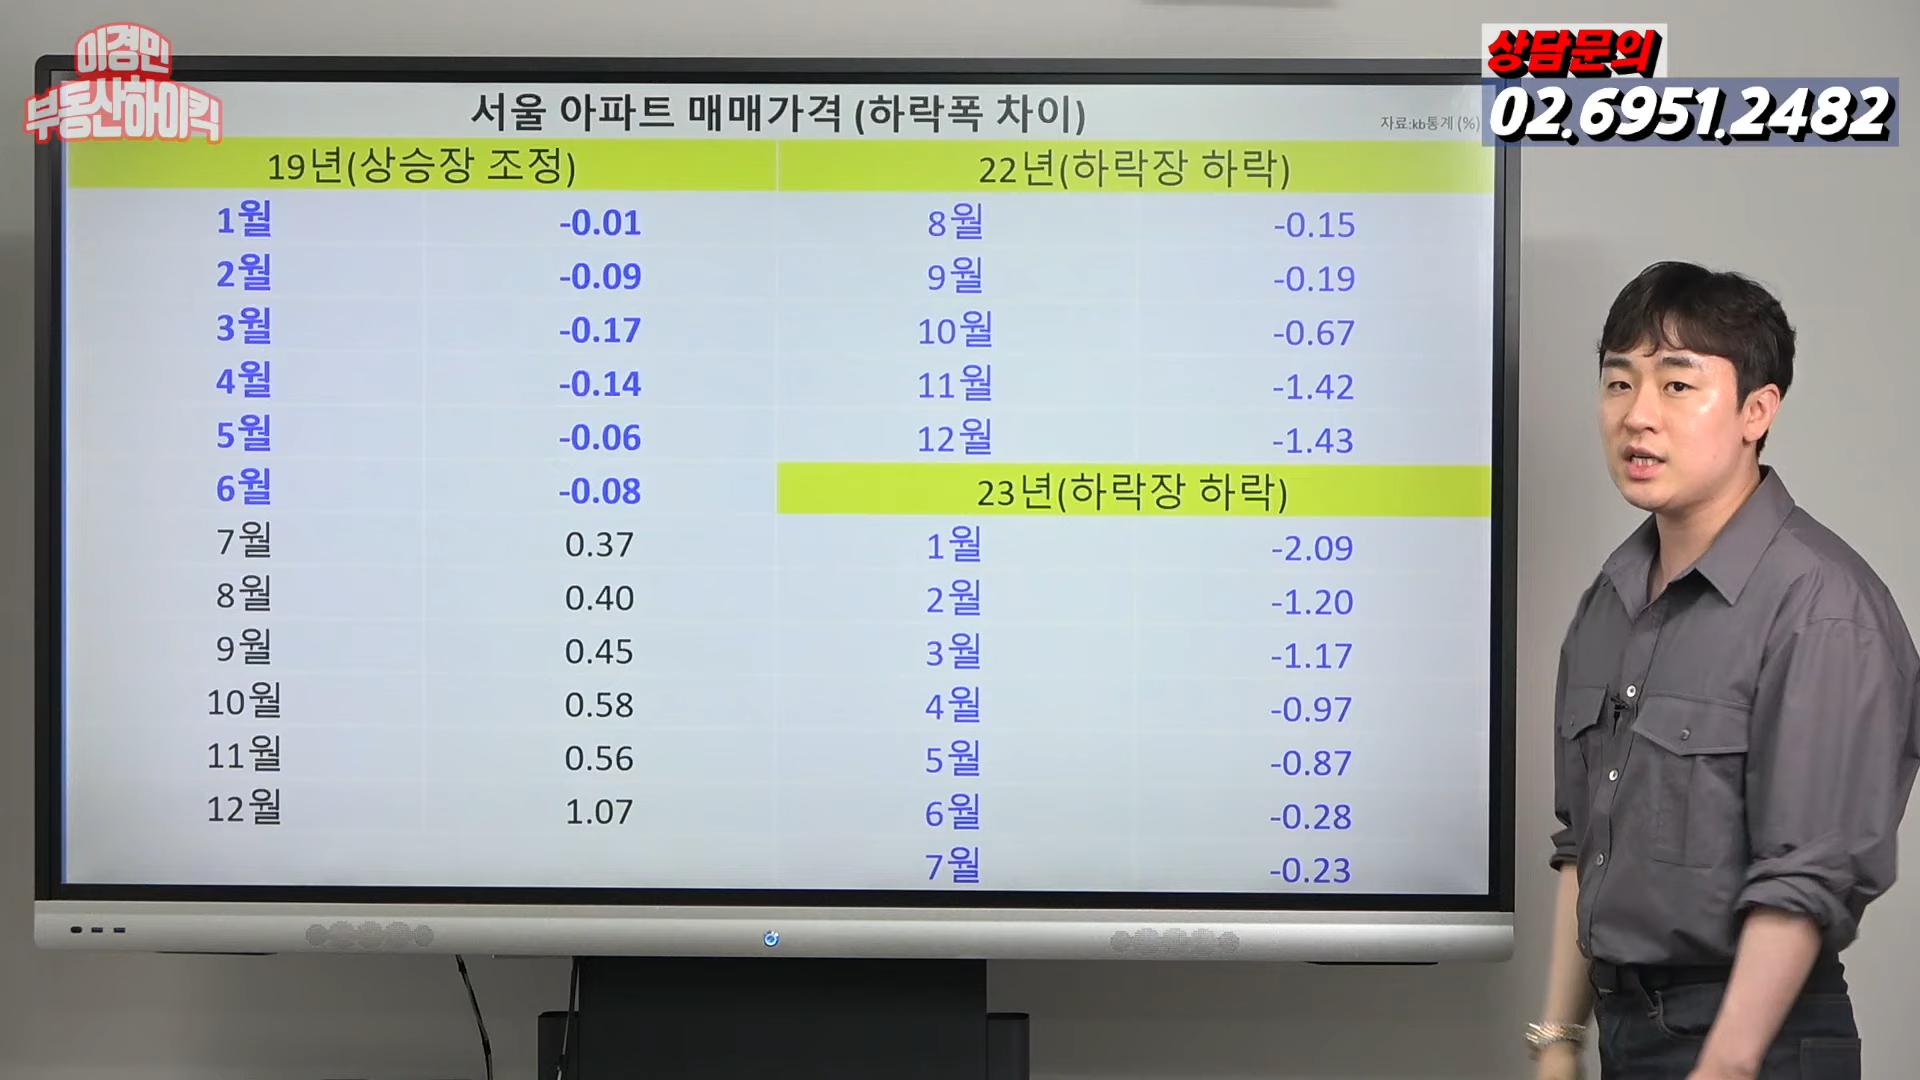 이경민
부동산하이킥
상담문의
02.6951.2482
서울 아파트 매매가격 (하락폭 차이)
자료:kb통계 (%)
19년(상승장 조정)
1월 -0.01
2월 -0.09
3월 -0.17
4월 -0.14
5월 -0.06
6월 -0.08
7월 0.37
8월 0.40
9월 0.45
10월 0.58
11월 0.56
12월 1.07
22년(하락장 하락)
8월 -0.15
9월 -0.19
10월 -0.67
11월 -1.42
12월 -1.43
23년(하락장 하락)
1월 -2.09
2월 -1.20
3월 -1.17
4월 -0.97
5월 -0.87
6월 -0.28
7월 -0.23